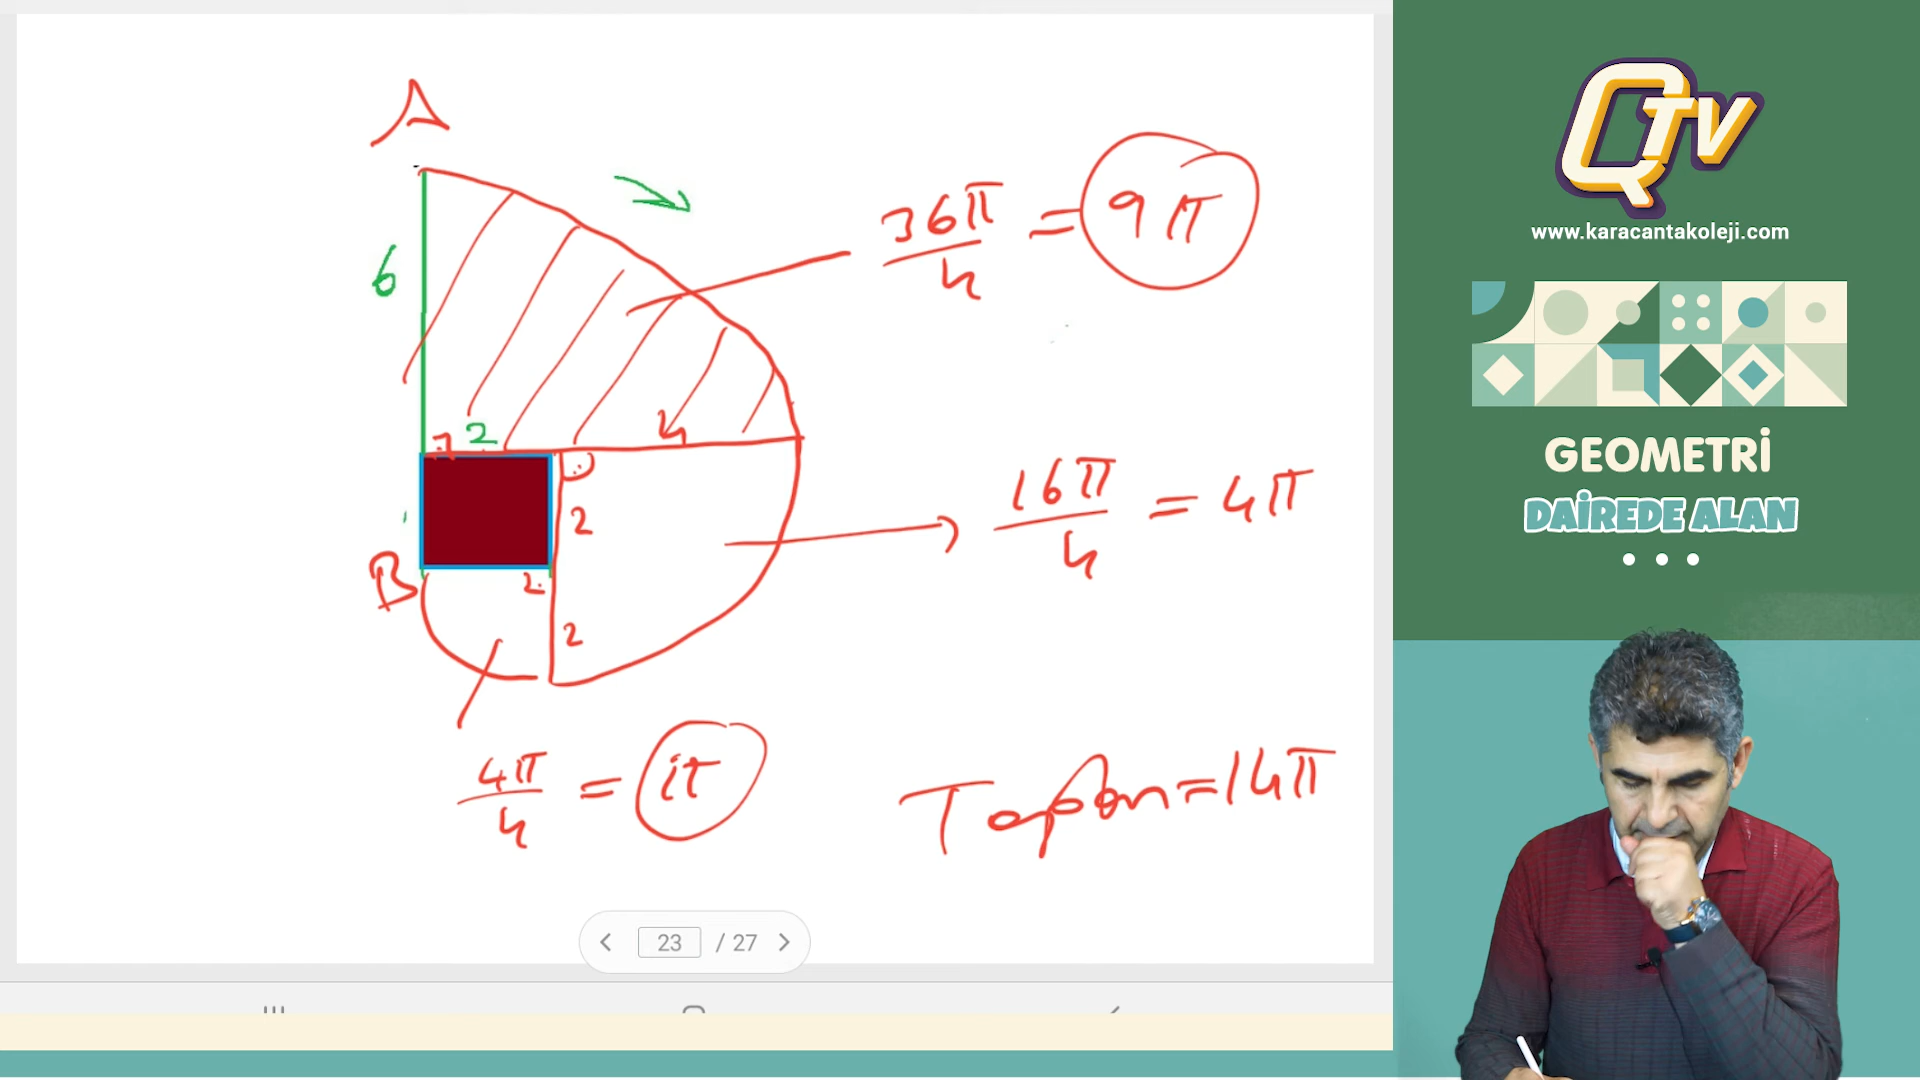 A
6
36π/4 = 9π
2
4
2
16π/4 = 4π
B
2
2
4π/4 = π
Toplam = 14π
23 / 27
QTV
www.karacantakoleji.com
GEOMETRİ
DAİREDE ALAN